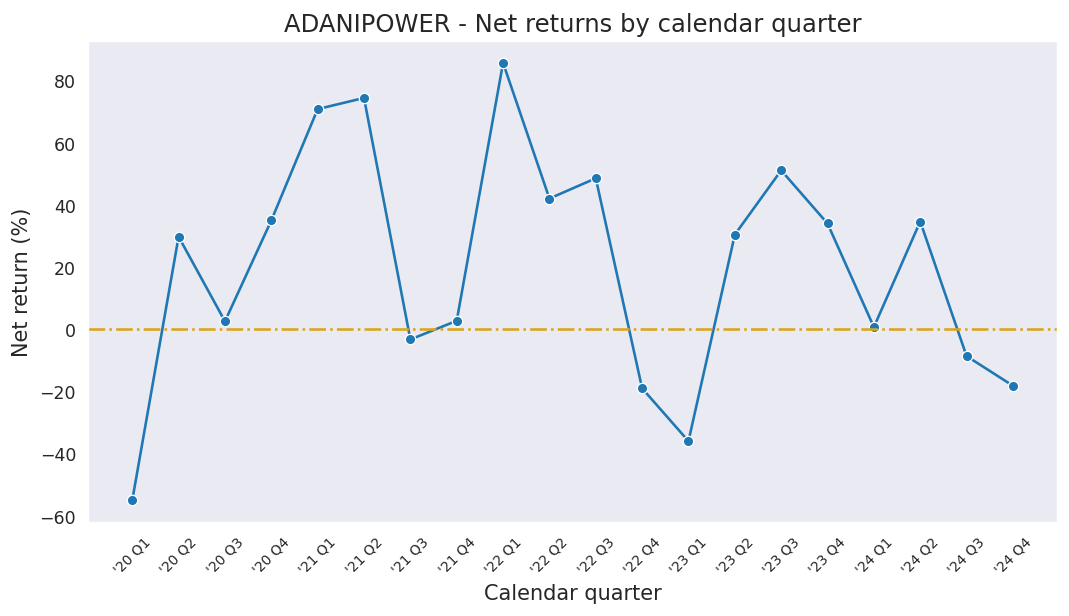 ADANIPOWER - Net returns by calendar quarter
Net return (%)
80
60
40
20
0
−20
−40
−60
'20 Q1
'20 Q2
'20 Q3
'20 Q4
'21 Q1
'21 Q2
'21 Q3
'21 Q4
'22 Q1
'22 Q2
'22 Q3
'22 Q4
'23 Q1
'23 Q2
'23 Q3
'23 Q4
'24 Q1
'24 Q2
'24 Q3
'24 Q4
Calendar quarter